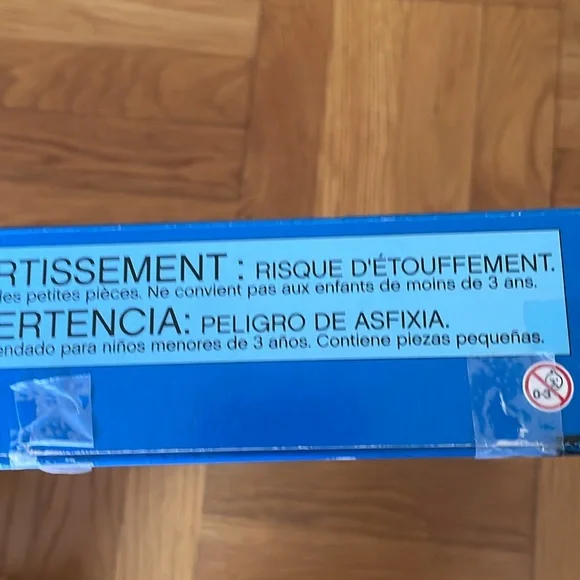 RTISSEMENT : RISQUE D'ÉTOUFFEMENT.
les petites pièces. Ne convient pas aux enfants de moins de 3 ans.
ERTENCIA: PELIGRO DE ASFIXIA.
endado para niños menores de 3 años. Contiene piezas pequeñas.
0-3